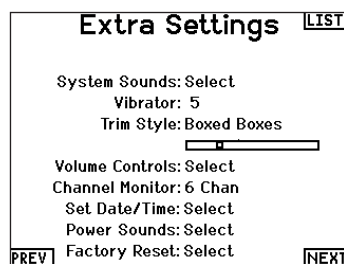 Extra Settings LIST
System Sounds: Select
Vibrator: 5
Trim Style: Boxed Boxes
Volume Controls: Select
Channel Monitor: 6 Chan
Set Date/Time: Select
Power Sounds: Select
Factory Reset: Select
PREV NEXT